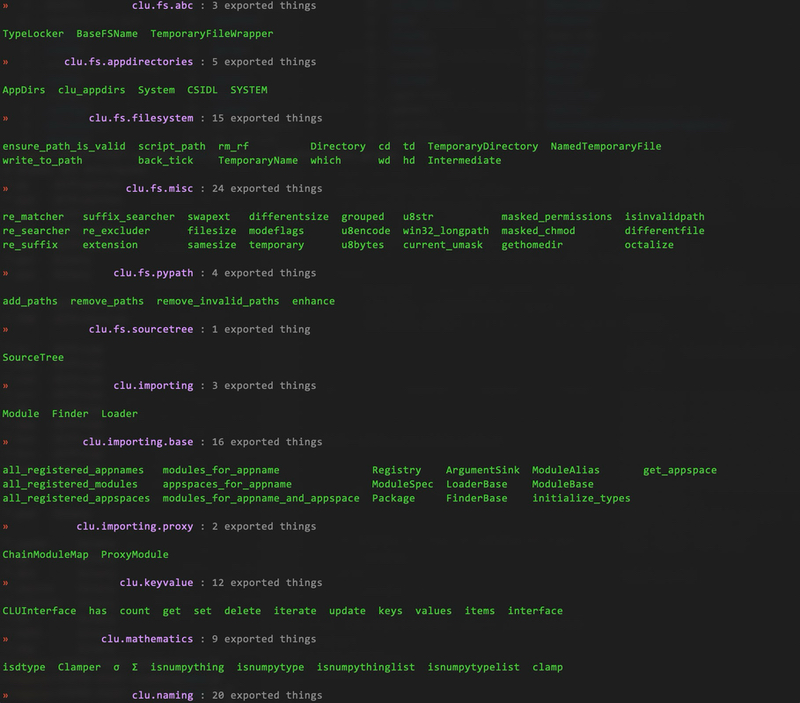 » clu.fs.abc : 3 exported things
TypeLocker BaseFSName TemporaryFileWrapper
» clu.fs.appdirectories : 5 exported things
AppDirs clu_appdirs System CSIDL SYSTEM
» clu.fs.filesystem : 15 exported things
ensure_path_is_valid script_path rm_rf Directory cd td TemporaryDirectory NamedTemporaryFile
write_to_path back_tick TemporaryName which wd hd Intermediate
» clu.fs.misc : 24 exported things
re_matcher suffix_searcher swapext differentsize grouped u8str masked_permissions isinvalidpath
re_searcher re_excluder filesize modeflags u8encode win32_longpath masked_chmod differentfile
re_suffix extension samesize temporary u8bytes current_umask gethomedir octalize
» clu.fs.pypath : 4 exported things
add_paths remove_paths remove_invalid_paths enhance
» clu.fs.sourcetree : 1 exported thing
SourceTree
» clu.importing : 3 exported things
Module Finder Loader
» clu.importing.base : 16 exported things
all_registered_appnames modules_for_appname Registry ArgumentSink ModuleAlias get_appspace
all_registered_modules appspaces_for_appname ModuleSpec LoaderBase ModuleBase
all_registered_appspaces modules_for_appname_and_appspace Package FinderBase initialize_types
» clu.importing.proxy : 2 exported things
ChainModuleMap ProxyModule
» clu.keyvalue : 12 exported things
CLUInterface has count get set delete iterate update keys values items interface
» clu.mathematics : 9 exported things
isdtype Clamper σ Σ isnumpything isnumpytype isnumpythinglist isnumpytypelist clamp
» clu.naming : 20 exported things